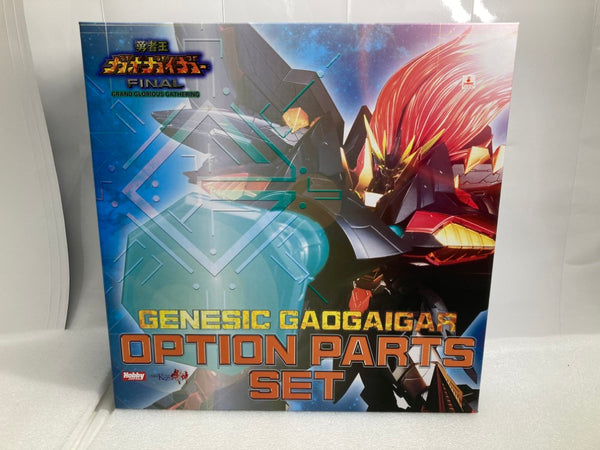 勇者王
ガオガイガー
FINAL
GRAND GLORIOUS GATHERING
GENESIC GAOGAIGAR
OPTION PARTS
SET
Hobby